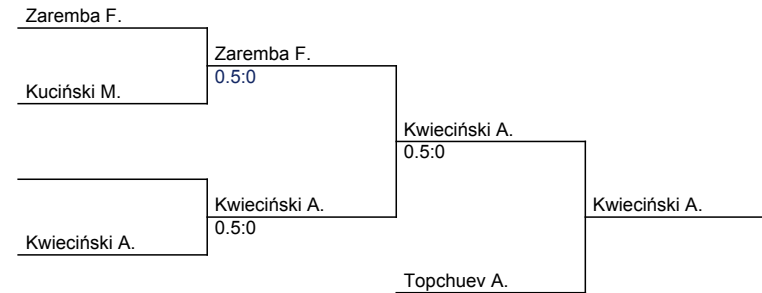 Zaremba F.
Zaremba F.
0.5:0
Kuciński M.
Kwieciński A.
0.5:0
Kwieciński A.
Kwieciński A.
0.5:0
Kwieciński A.
Topchuev A.